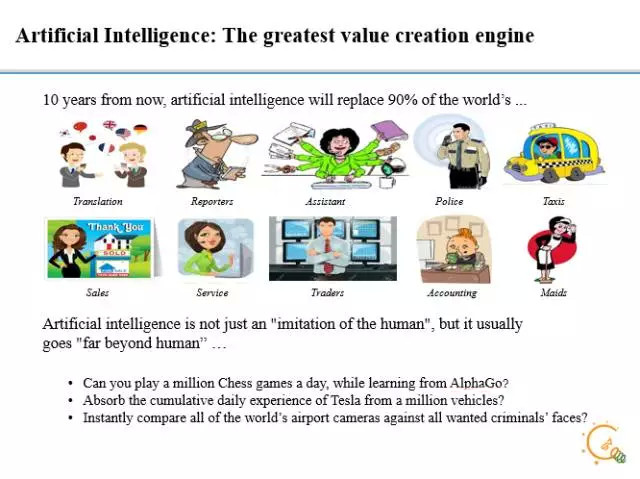 Artificial Intelligence: The greatest value creation engine
10 years from now, artificial intelligence will replace 90% of the world's ...
TAXI
Translation Reporters Assistant Police Taxis
Thank You
SOLD
Sales Service Traders Accounting Maids
Artificial intelligence is not just an "imitation of the human", but it usually
goes "far beyond human” …
• Can you play a million Chess games a day, while learning from AlphaGo?
• Absorb the cumulative daily experience of Tesla from a million vehicles?
• Instantly compare all of the world's airport cameras against all wanted criminals' faces?